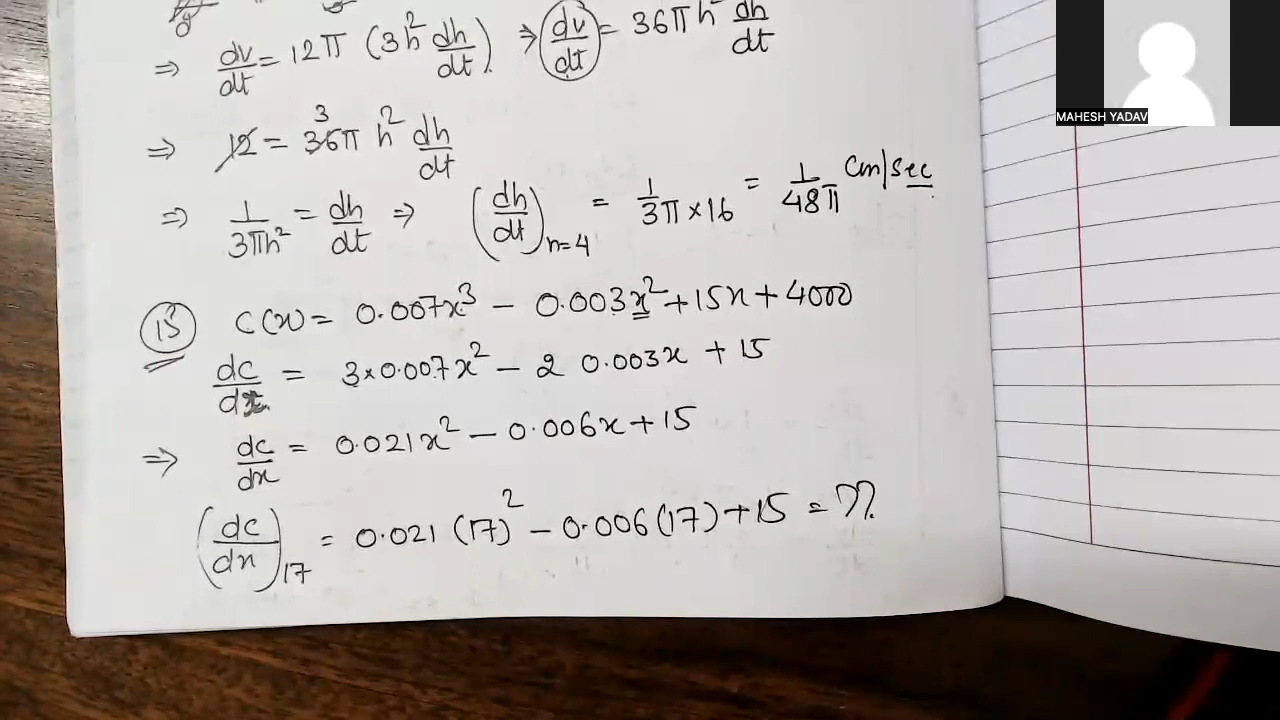 ⇒ dv/dt = 12π (3h² dh/dt). ⇒ dv/dt = 36πh² dh/dt
⇒ 12 = 36π h² dh/dt
3
⇒ 1/3πh² = dh/dt ⇒ (dh/dt)h=4 = 1/3π×16 = 1/48π Cm/sec
15 C(x) = 0.007x³ - 0.003x² + 15x + 4000
dc/dx = 3×0.007x² - 2 0.003x + 15
⇒ dc/dx = 0.021x² - 0.006x + 15
(dc/dx)17 = 0.021 (17)² - 0.006 (17) + 15 = ??
MAHESH YADAV